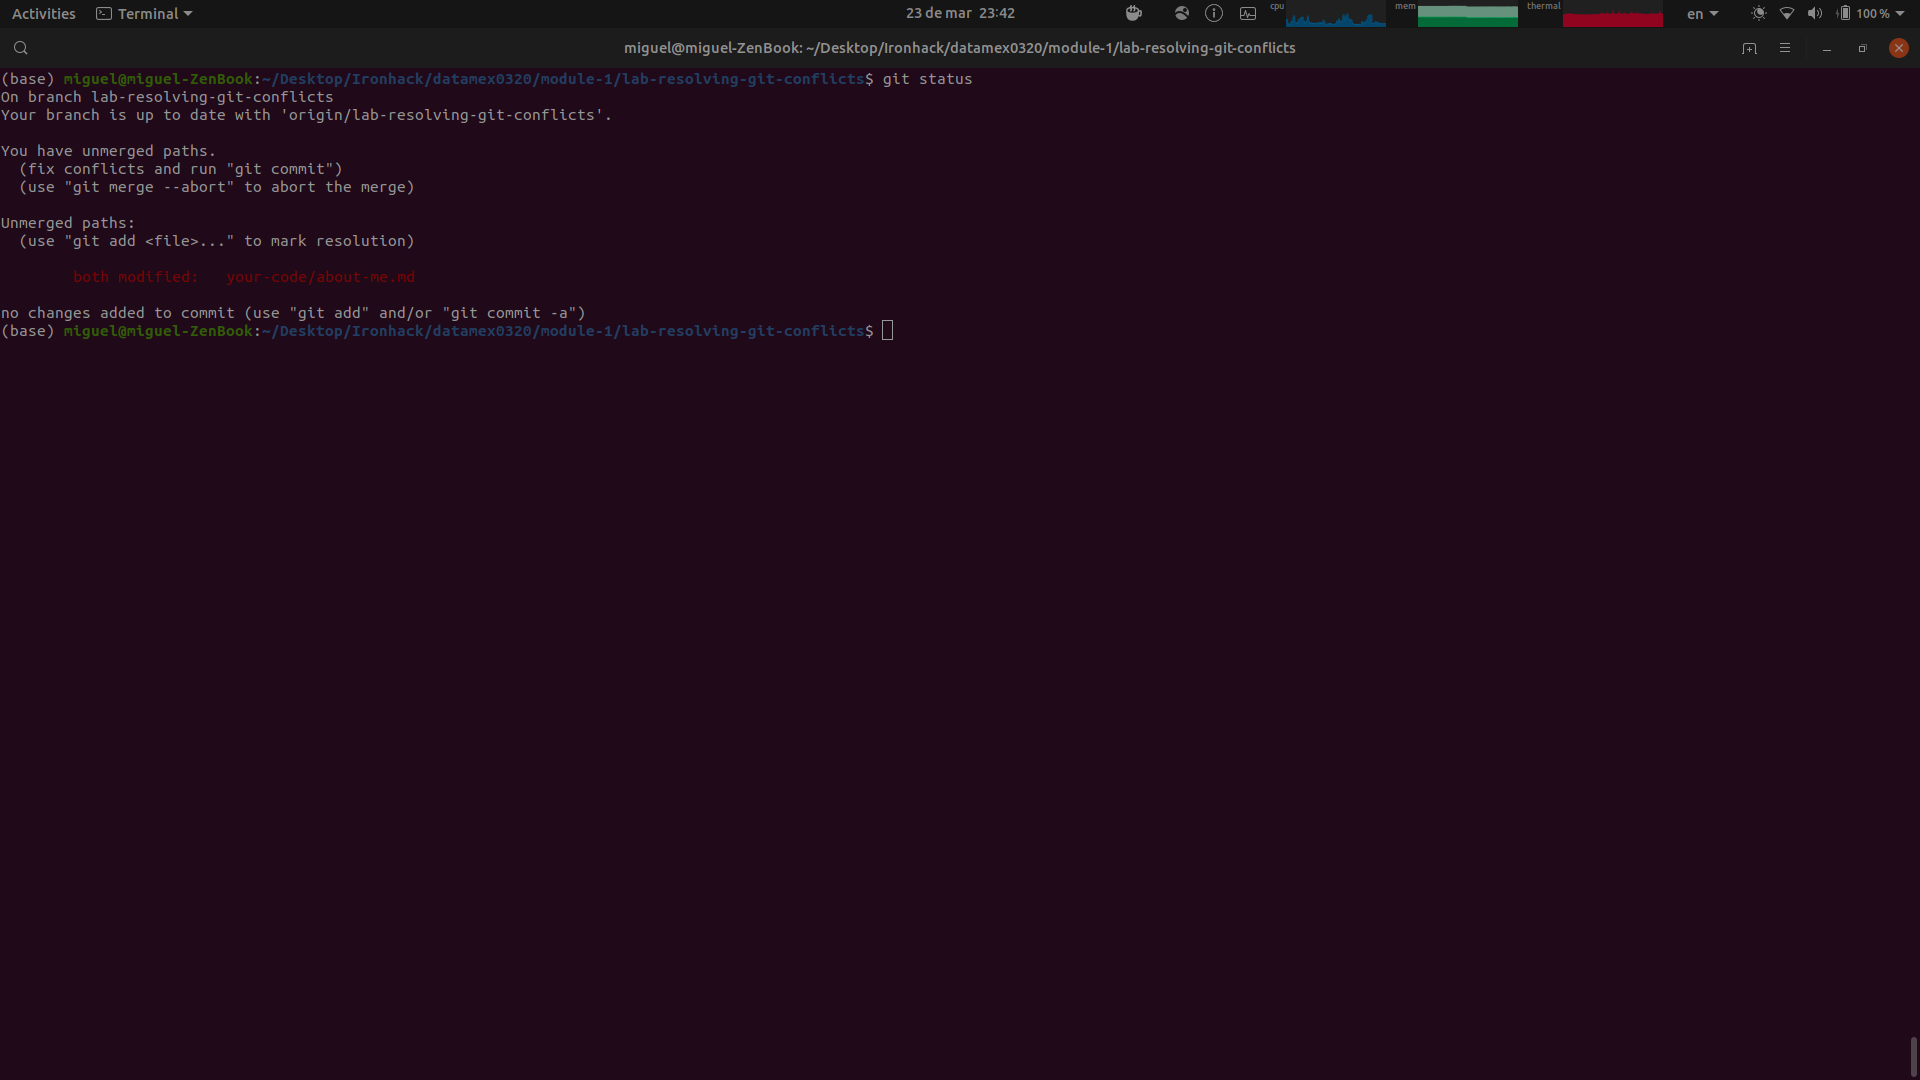 Activities Terminal 23 de mar 23:42 cpu mem thermal en 100 %
miguel@miguel-ZenBook: ~/Desktop/Ironhack/datamex0320/module-1/lab-resolving-git-conflicts
(base) miguel@miguel-ZenBook:~/Desktop/Ironhack/datamex0320/module-1/lab-resolving-git-conflicts$ git status
On branch lab-resolving-git-conflicts
Your branch is up to date with 'origin/lab-resolving-git-conflicts'.
You have unmerged paths.
  (fix conflicts and run "git commit")
  (use "git merge --abort" to abort the merge)
Unmerged paths:
  (use "git add <file>..." to mark resolution)
        both modified:   your-code/about-me.md
no changes added to commit (use "git add" and/or "git commit -a")
(base) miguel@miguel-ZenBook:~/Desktop/Ironhack/datamex0320/module-1/lab-resolving-git-conflicts$